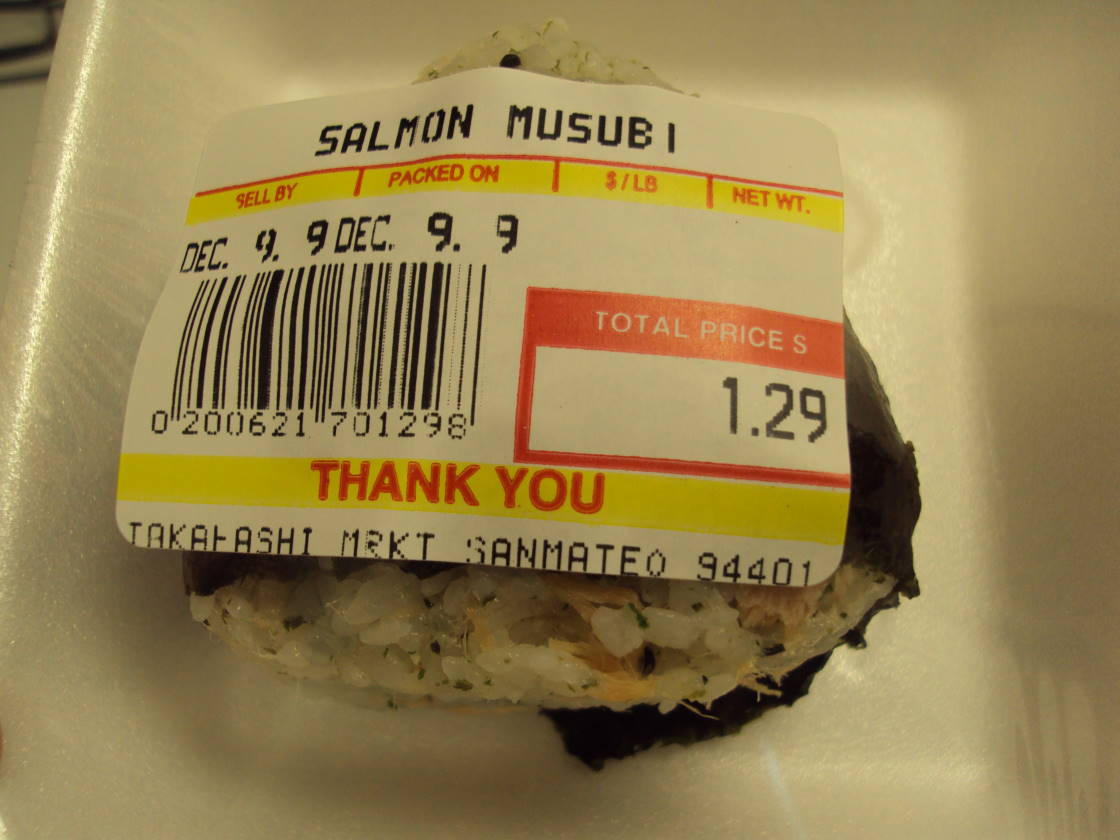 SALMON MUSUBI
SELL BY PACKED ON $/LB NET WT.
DEC. 9. 9 DEC. 9. 9
TOTAL PRICE $
1.29
0 200621 701298
THANK YOU
TAKAHASHI MRKT SANMATEO 94401